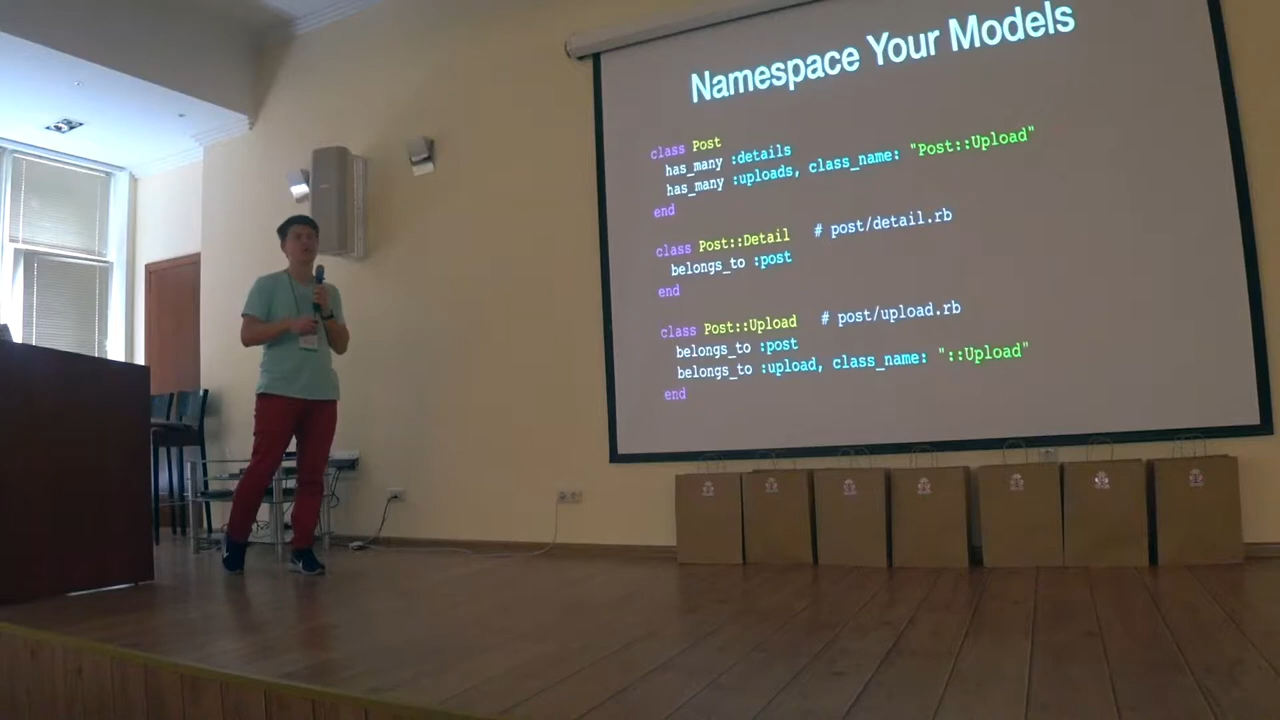 Namespace Your Models
class Post
has_many :details
has_many :uploads, class_name: "Post::Upload"
end
class Post::Detail # post/detail.rb
belongs_to :post
end
class Post::Upload # post/upload.rb
belongs_to :post
belongs_to :upload, class_name: "::Upload"
end